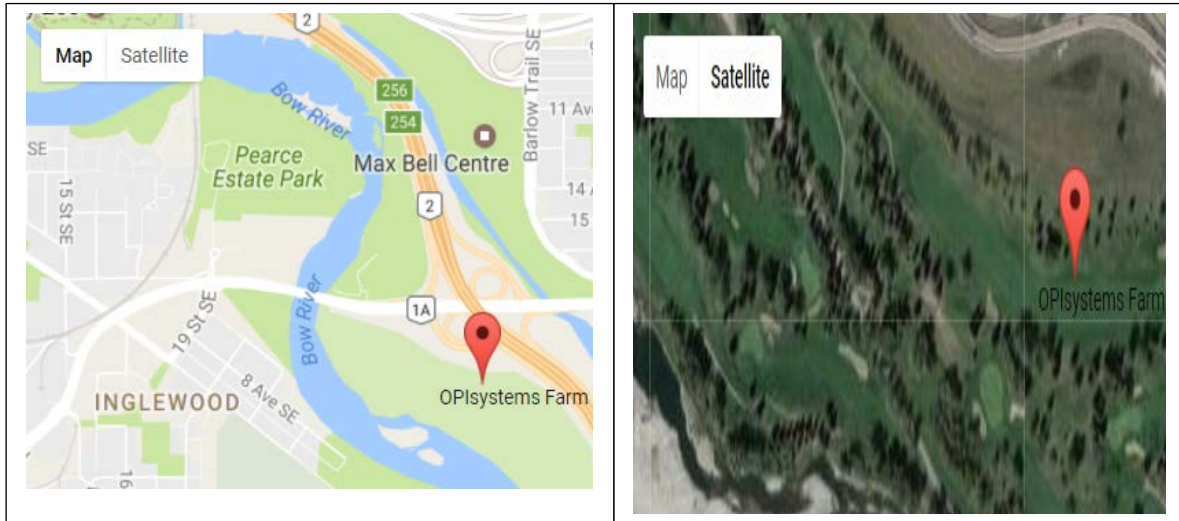 2
Map Satellite
Bow River
256
254
Barlow Trail SE
11 Av
SE
Pearce
Estate Park
Max Bell Centre
15 St SE
14 A
15
2
1A
19 St SE
Bow River
8 Ave SE
INGLEWOOD
OPIsystems Farm
16
Map Satellite
OPIsystems Farm